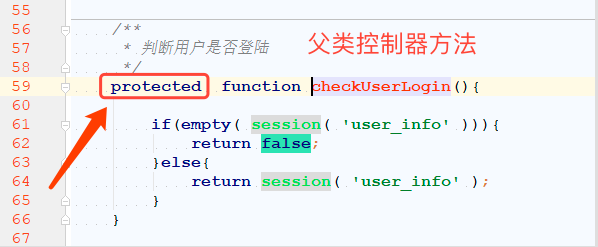 55
56 /**
57 * 判断用户是否登陆 父类控制器方法
58 */
59 protected function checkUserLogin(){
60
61 if(empty( session( 'user_info' ))){
62 return false;
63 }else{
64 return session( 'user_info' );
65 }
66 }
67